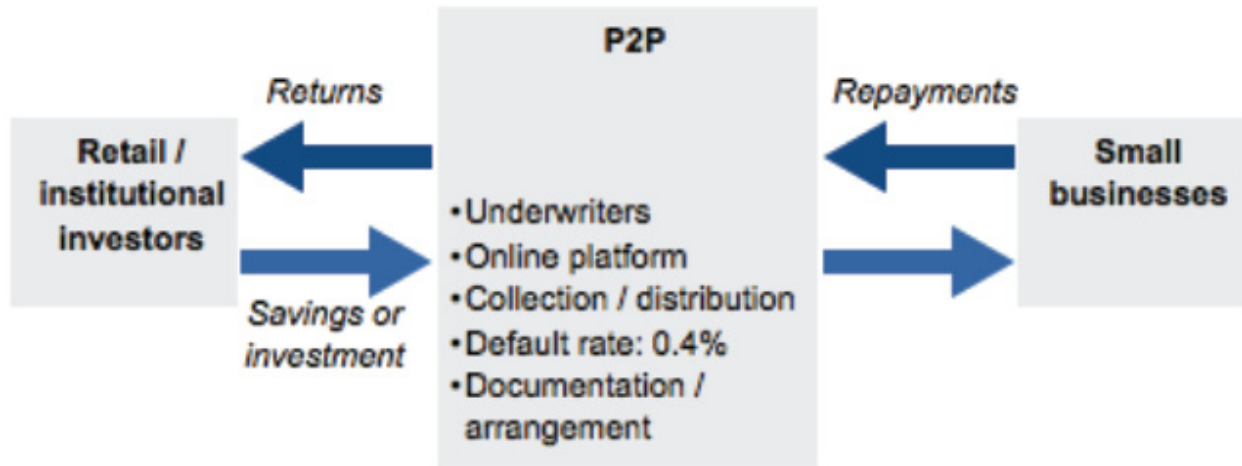 P2P
Returns
Repayments
Retail /
institutional
investors
Small
businesses
•Underwriters
•Online platform
•Collection / distribution
•Default rate: 0.4%
•Documentation /
arrangement
Savings or
investment